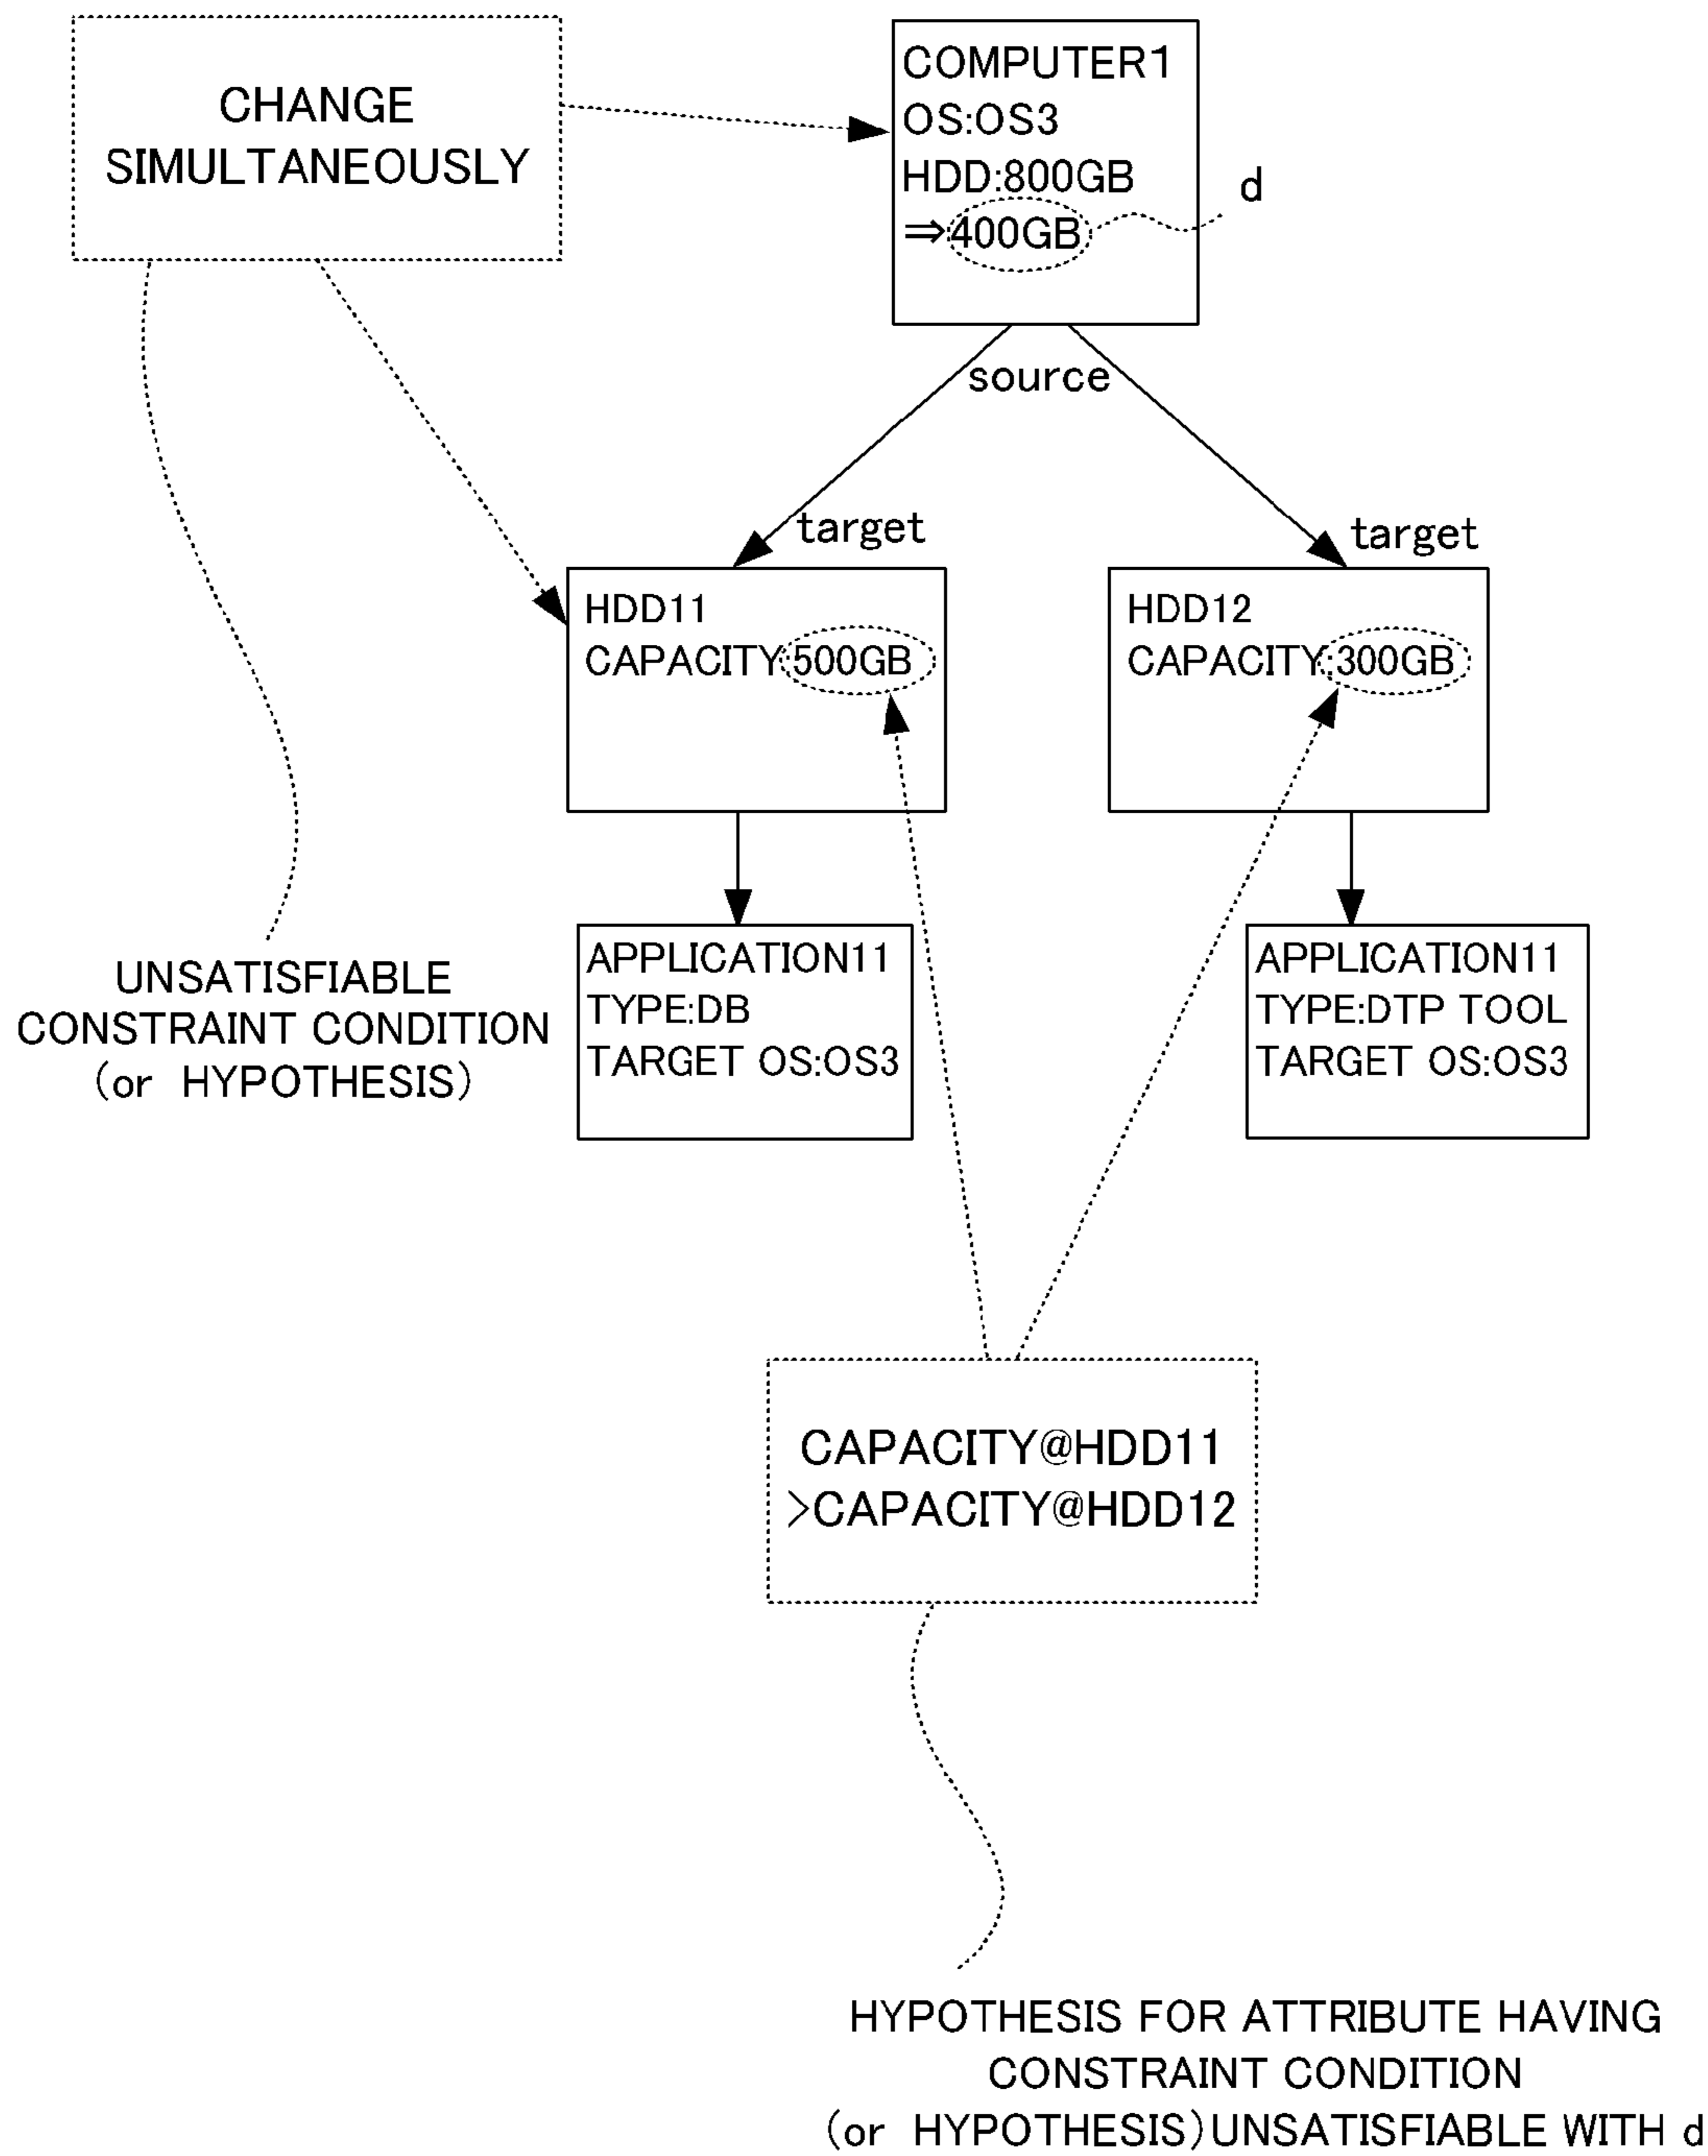 CHANGE
SIMULTANEOUSLY
COMPUTER1
OS:OS3
HDD:800GB
⇒400GB
d
source
target
target
HDD11
CAPACITY:500GB
HDD12
CAPACITY:300GB
APPLICATION11
TYPE:DB
TARGET OS:OS3
APPLICATION11
TYPE:DTP TOOL
TARGET OS:OS3
UNSATISFIABLE
CONSTRAINT CONDITION
(or HYPOTHESIS)
CAPACITY@HDD11
>CAPACITY@HDD12
HYPOTHESIS FOR ATTRIBUTE HAVING
CONSTRAINT CONDITION
(or HYPOTHESIS)UNSATISFIABLE WITH d